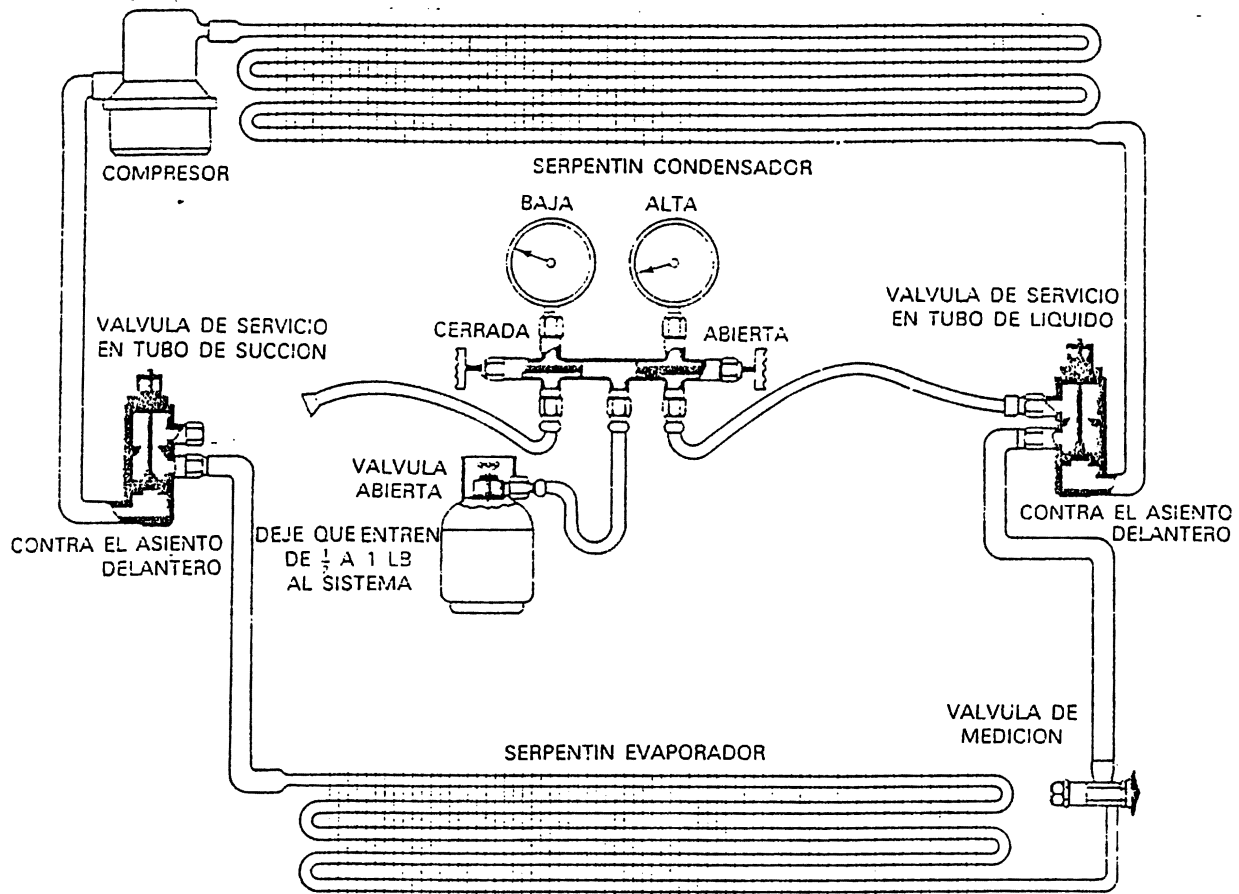 COMPRESOR
SERPENTIN CONDENSADOR
BAJA
ALTA
VALVULA DE SERVICIO
EN TUBO DE SUCCION
CERRADA
ABIERTA
VALVULA DE SERVICIO
EN TUBO DE LIQUIDO
VALVULA
ABIERTA
CONTRA EL ASIENTO
DELANTERO
DEJE QUE ENTREN
DE ½ A 1 LB
AL SISTEMA
CONTRA EL ASIENTO
DELANTERO
VALVULA DE
MEDICION
SERPENTIN EVAPORADOR